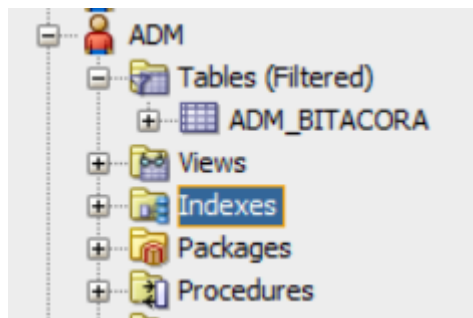 ADM
Tables (Filtered)
ADM_BITACORA
Views
Indexes
Packages
Procedures